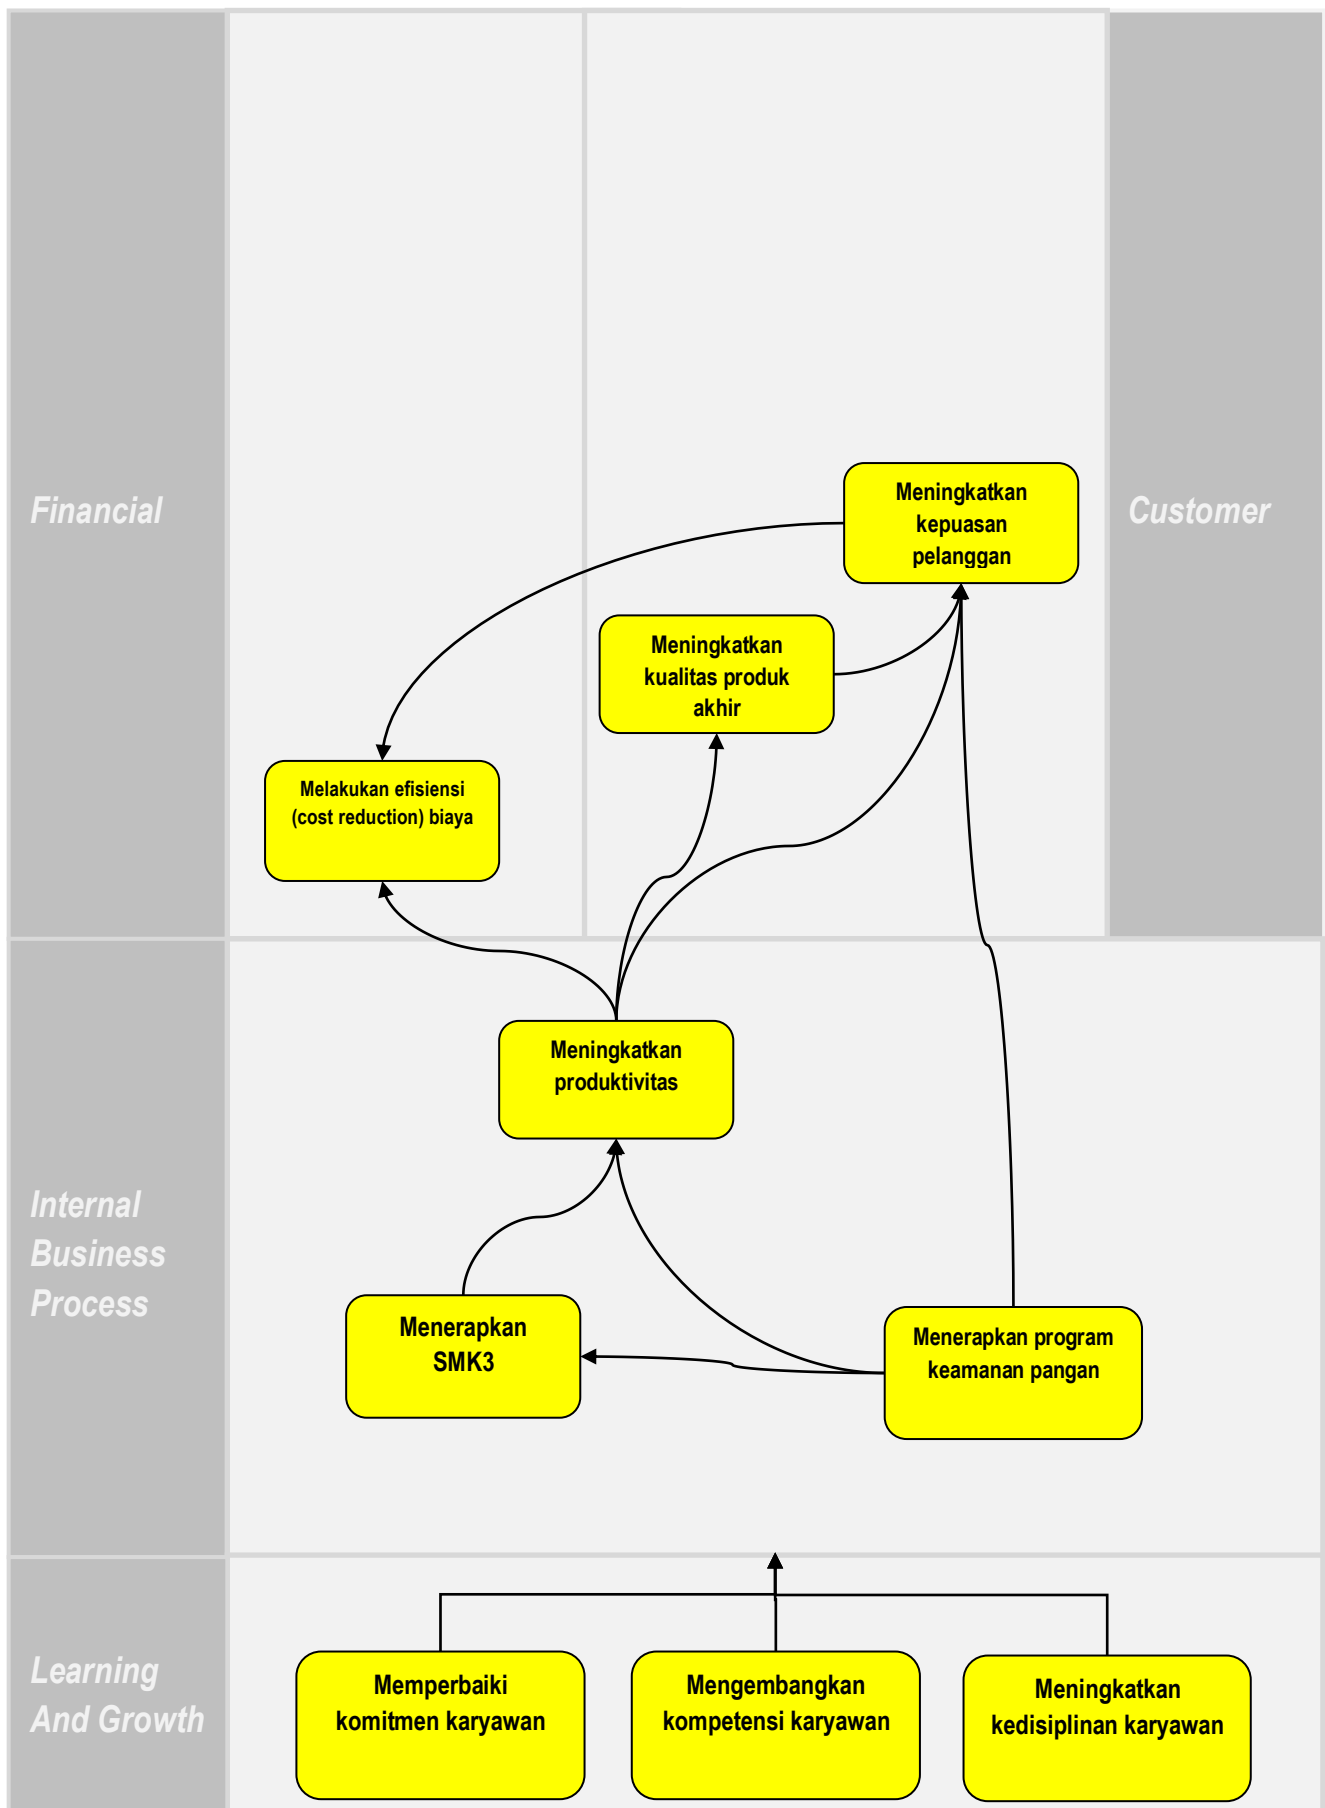 Financial
Customer
Meningkatkan
kepuasan
pelanggan
Meningkatkan
kualitas produk
akhir
Melakukan efisiensi
(cost reduction) biaya
Internal
Business
Process
Meningkatkan
produktivitas
Menerapkan
SMK3
Menerapkan program
keamanan pangan
Learning
And Growth
Memperbaiki
komitmen karyawan
Mengembangkan
kompetensi karyawan
Meningkatkan
kedisiplinan karyawan